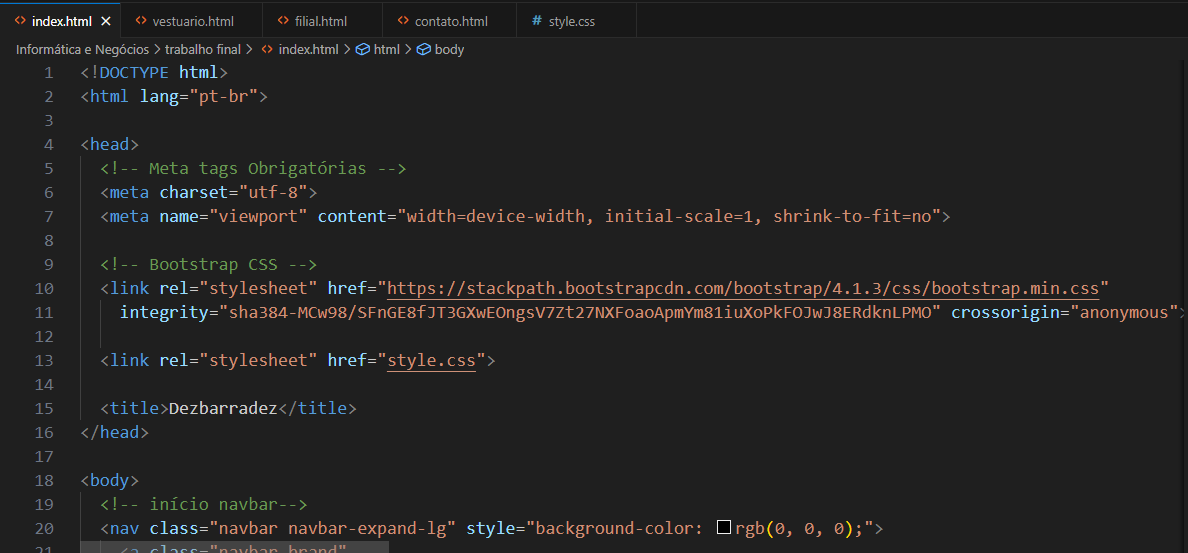 index.html vestuario.html filial.html contato.html # style.css
Informática e Negócios > trabalho final > index.html > html > body
1 <!DOCTYPE html>
2 <html lang="pt-br">
3
4 <head>
5 <!-- Meta tags Obrigatórias -->
6 <meta charset="utf-8">
7 <meta name="viewport" content="width=device-width, initial-scale=1, shrink-to-fit=no">
8
9 <!-- Bootstrap CSS -->
10 <link rel="stylesheet" href="https://stackpath.bootstrapcdn.com/bootstrap/4.1.3/css/bootstrap.min.css"
11 integrity="sha384-MCw98/SFnGE8fJT3GXwEOngsV7Zt27NXFoaoApmYm81iuXoPkFOJwJ8ERdknLPMO" crossorigin="anonymous">
12
13 <link rel="stylesheet" href="style.css">
14
15 <title>Dezbarradez</title>
16 </head>
17
18 <body>
19 <!-- início navbar-->
20 <nav class="navbar navbar-expand-lg" style="background-color: rgb(0, 0, 0);">
21 <a class="navbar-brand"